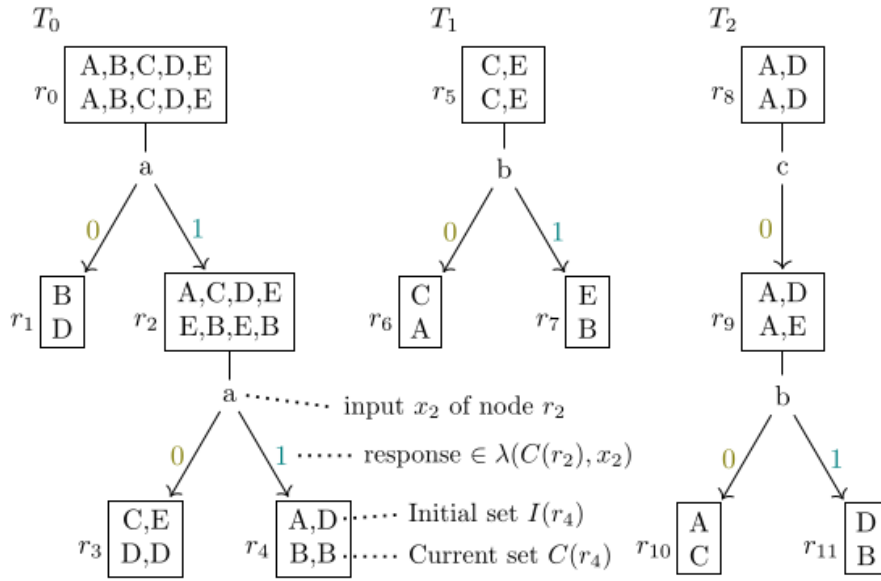 T₀ T₁ T₂
r₀ A,B,C,D,E r₅ C,E r₈ A,D
A,B,C,D,E C,E A,D
a b c
0 1 0 1 0
r₁ B r₂ A,C,D,E r₆ C r₇ E r₉ A,D
D E,B,E,B A B A,E
a input x₂ of node r₂ b
0 1 response ∈ λ(C(r₂), x₂) 0 1
r₃ C,E r₄ A,D Initial set I(r₄) r₁₀ A r₁₁ D
D,D B,B Current set C(r₄) C B